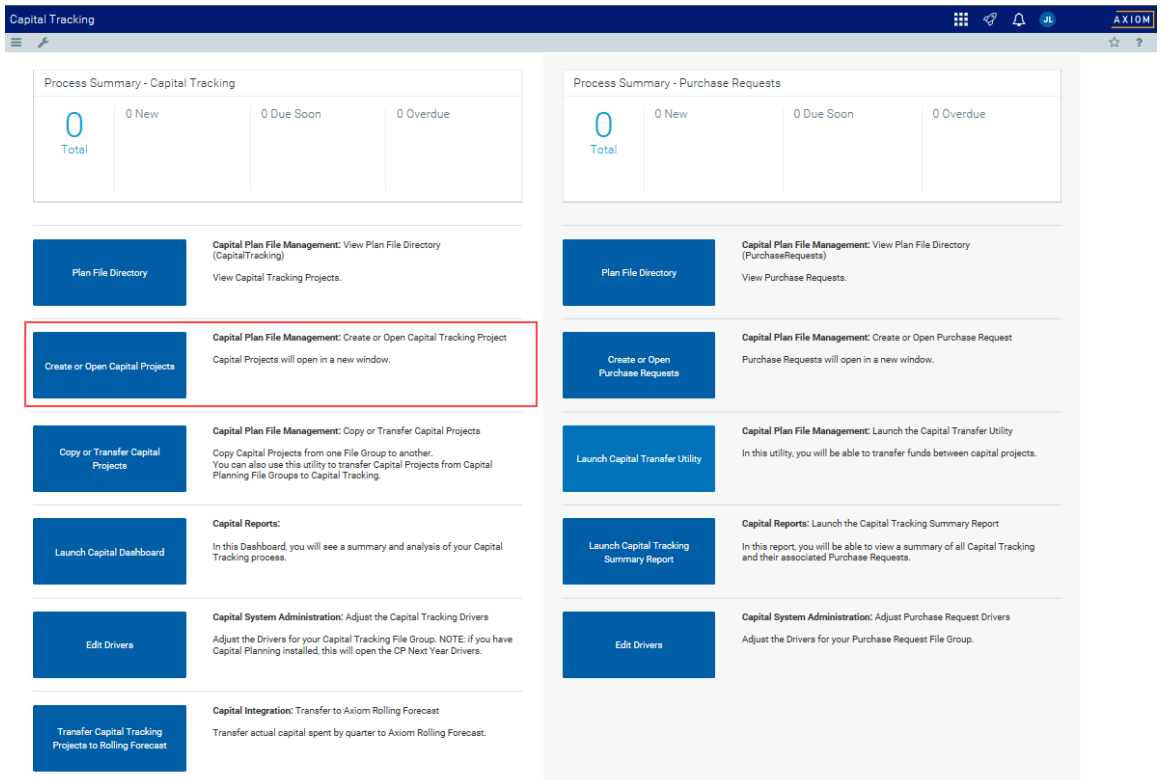 Capital Tracking
JL
AXIOM
?
Process Summary - Capital Tracking
0
Total
0 New
0 Due Soon
0 Overdue
Plan File Directory
Capital Plan File Management: View Plan File Directory
(CapitalTracking)
View Capital Tracking Projects.
Create or Open Capital Projects
Capital Plan File Management: Create or Open Capital Tracking Project
Capital Projects will open in a new window.
Copy or Transfer Capital
Projects
Capital Plan File Management: Copy or Transfer Capital Projects
Copy Capital Projects from one File Group to another.
You can also use this utility to transfer Capital Projects from Capital
Planning File Groups to Capital Tracking.
Launch Capital Dashboard
Capital Reports:
In this Dashboard, you will see a summary and analysis of your Capital
Tracking process.
Edit Drivers
Capital System Administration: Adjust the Capital Tracking Drivers
Adjust the Drivers for your Capital Tracking File Group. NOTE: if you have
Capital Planning installed, this will open the CP Next Year Drivers.
Transfer Capital Tracking
Projects to Rolling Forecast
Capital Integration: Transfer to Axiom Rolling Forecast
Transfer actual capital spent by quarter to Axiom Rolling Forecast.
Process Summary - Purchase Requests
0
Total
0 New
0 Due Soon
0 Overdue
Plan File Directory
Capital Plan File Management: View Plan File Directory
(PurchaseRequests)
View Purchase Requests.
Create or Open
Purchase Requests
Capital Plan File Management: Create or Open Purchase Request
Purchase Requests will open in a new window.
Launch Capital Transfer Utility
Capital Plan File Management: Launch the Capital Transfer Utility
In this utility, you will be able to transfer funds between capital projects.
Launch Capital Tracking
Summary Report
Capital Reports: Launch the Capital Tracking Summary Report
In this report, you will be able to view a summary of all Capital Tracking
and their associated Purchase Requests.
Edit Drivers
Capital System Administration: Adjust Purchase Request Drivers
Adjust the Drivers for your Purchase Request File Group.